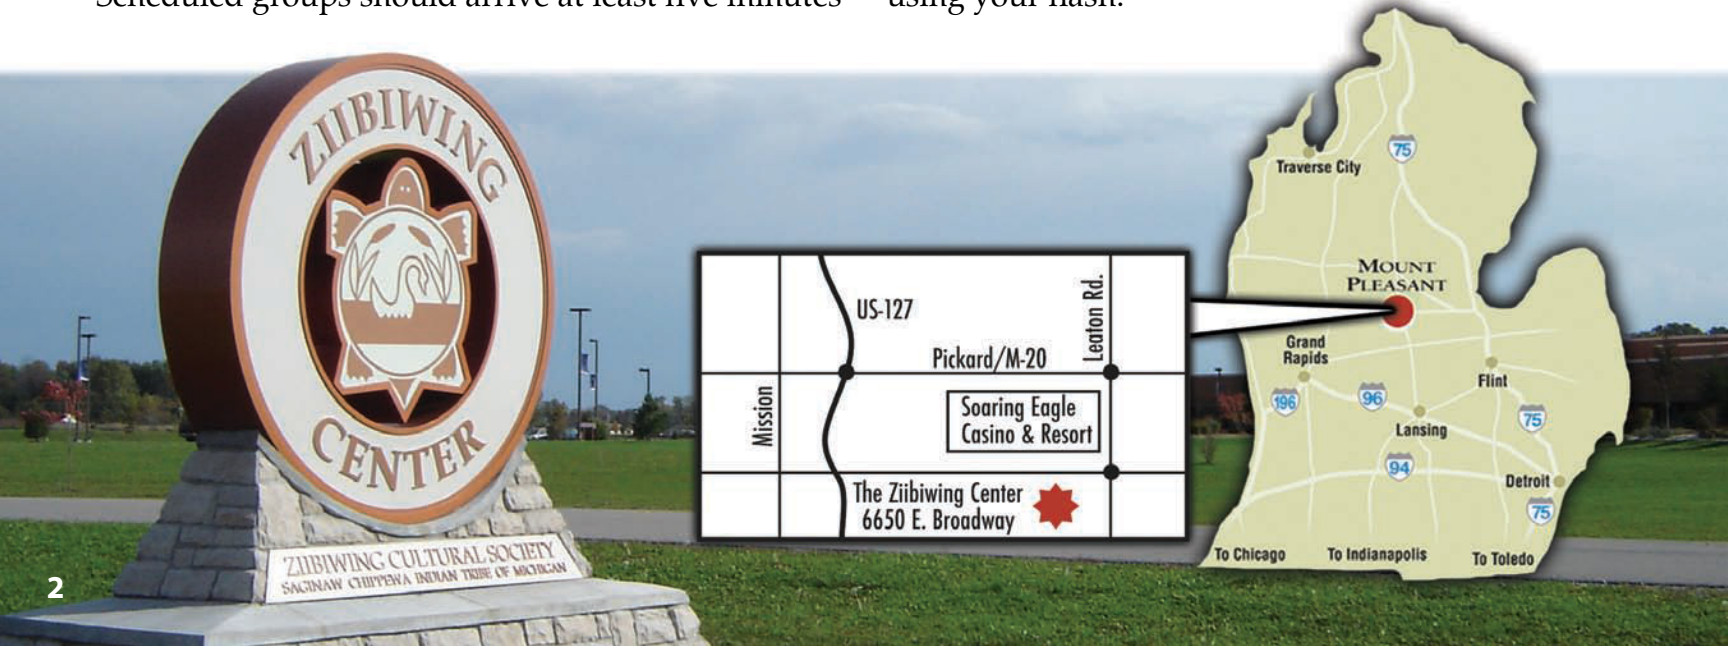 Scheduled groups should arrive at least five minutes
using your flash.
ZIIBIWING
CENTER
ZIIBIWING CULTURAL SOCIETY
SAGINAW CHIPPEWA INDIAN TRIBE OF MICHIGAN
2
US-127
Leaton Rd.
Pickard/M-20
Mission
Soaring Eagle
Casino & Resort
The Ziibiwing Center
6650 E. Broadway
Traverse City
75
MOUNT
PLEASANT
Grand
Rapids
Flint
196
96
75
Lansing
94
Detroit
75
To Chicago
To Indianapolis
To Toledo